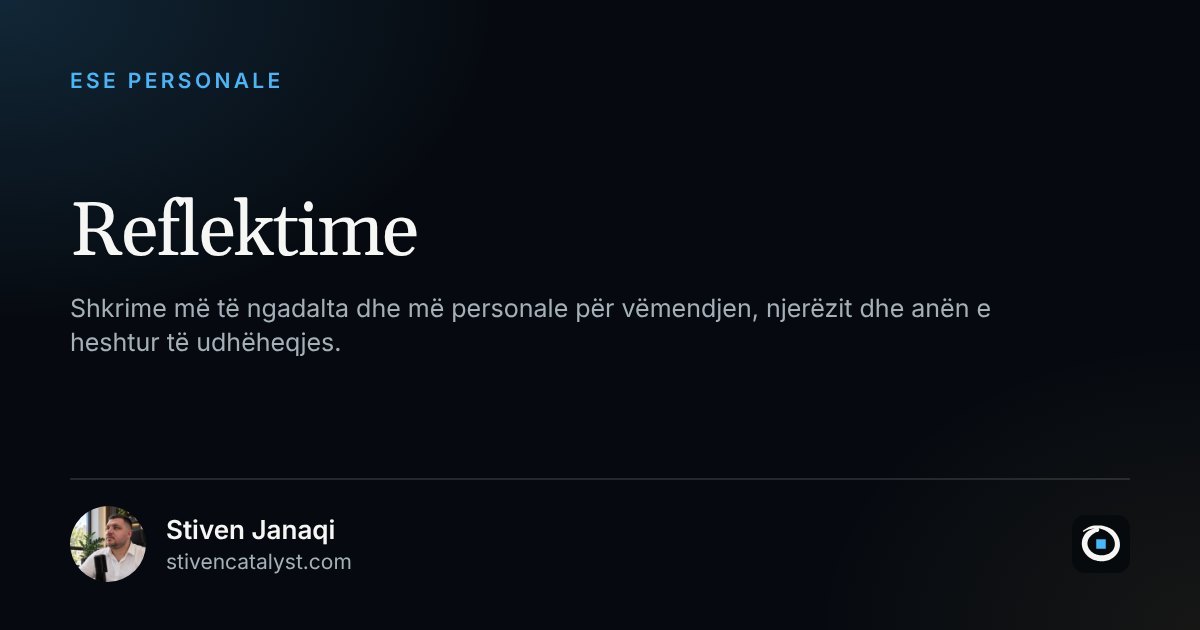 ESE PERSONALE
Reflektime
Shkrime më të ngadalta dhe më personale për vëmendjen, njerëzit dhe anën e
heshtur të udhëheqjes.
Stiven Janaqi
stivencatalyst.com